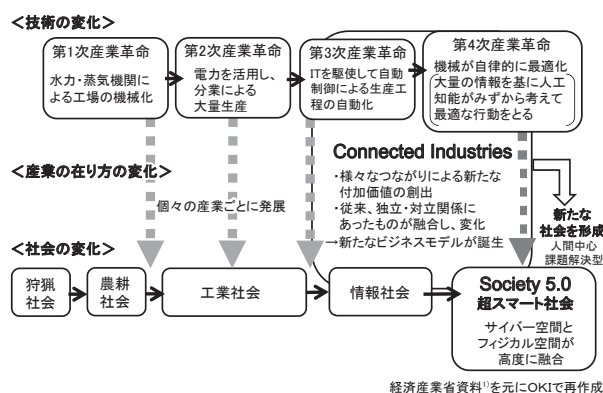 ＜技術の変化＞
第1次産業革命
水力・蒸気機関に
よる工場の機械化
第2次産業革命
電力を活用し、
分業による
大量生産
第3次産業革命
ITを駆使して自動
制御による生産工
程の自動化
第4次産業革命
機械が自律的に最適化
大量の情報を基に人工
知能がみずから考えて
最適な行動をとる
＜産業の在り方の変化＞
個々の産業ごとに発展
Connected Industries
・様々なつながりによる新たな
付加価値の創出
・従来、独立・対立関係に
あったものが融合し、変化
→新たなビジネスモデルが誕生
新たな
社会を形成
人間中心
課題解決型
＜社会の変化＞
狩猟
社会
農耕
社会
工業社会
情報社会
Society 5.0
超スマート社会
サイバー空間と
フィジカル空間が
高度に融合
経済産業省資料1)を元にOKIで再作成